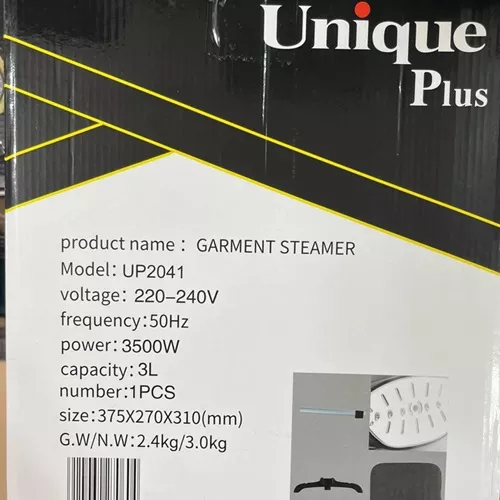 Unique
Plus
product name : GARMENT STEAMER
Model: UP2041
voltage: 220-240V
frequency:50Hz
power: 3500W
capacity: 3L
number:1PCS
size:375X270X310(mm)
G.W/N.W:2.4kg/3.0kg